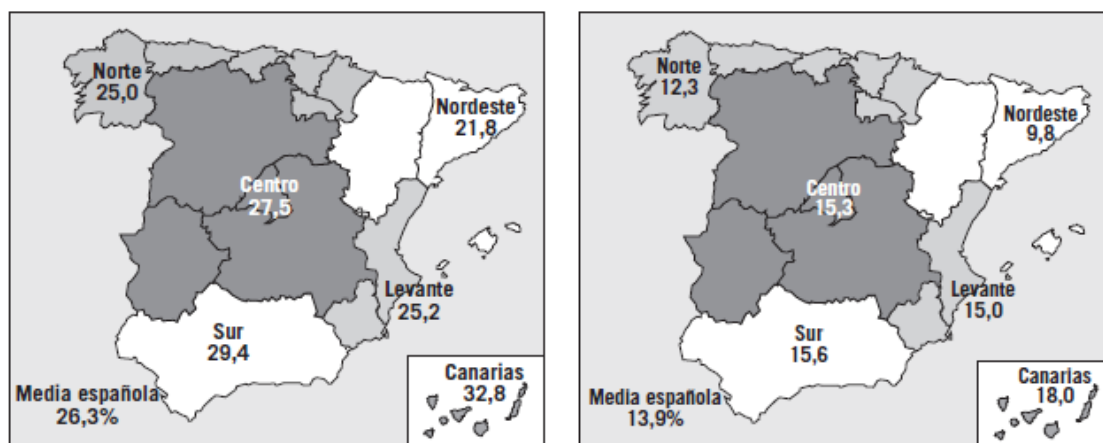 Norte
25,0
Nordeste
21,8
Centro
27,5
Levante
25,2
Sur
29,4
Canarias
32,8
Media española
26,3%
Norte
12,3
Nordeste
9,8
Centro
15,3
Levante
15,0
Sur
15,6
Canarias
18,0
Media española
13,9%